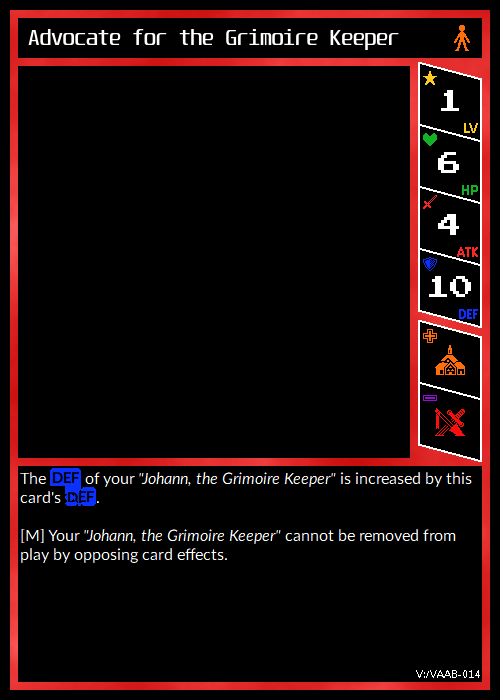 Advocate for the Grimoire Keeper
1
LV
6
HP
4
ATK
10
DEF
The DEF of your "Johann, the Grimoire Keeper" is increased by this
card's DEF.
[M] Your "Johann, the Grimoire Keeper" cannot be removed from
play by opposing card effects.
V:/VAAB-014